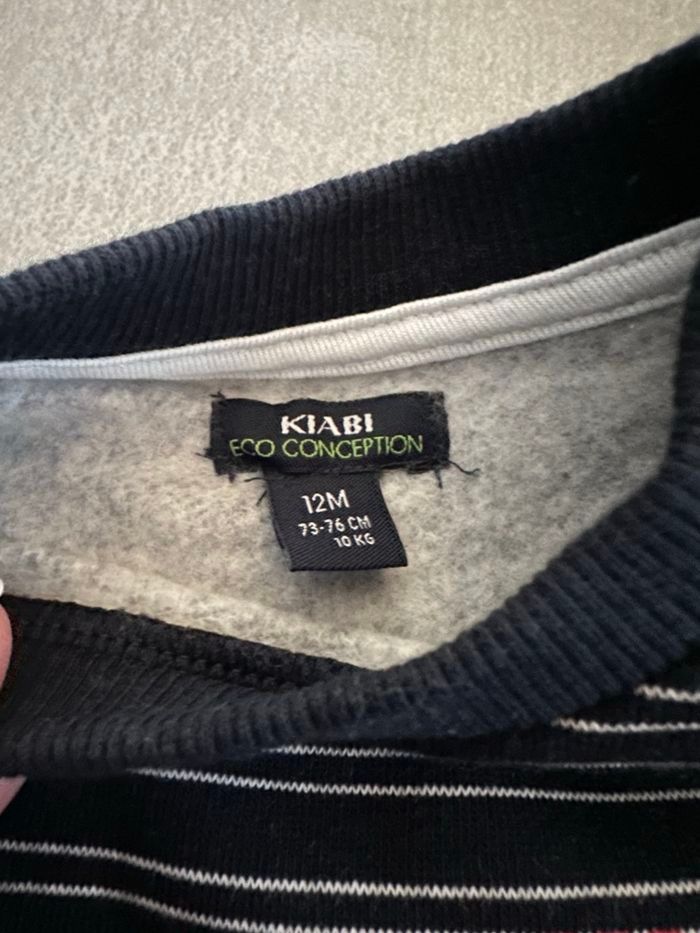 KIABI
ECO CONCEPTION
12M
73-76 CM
10 KG